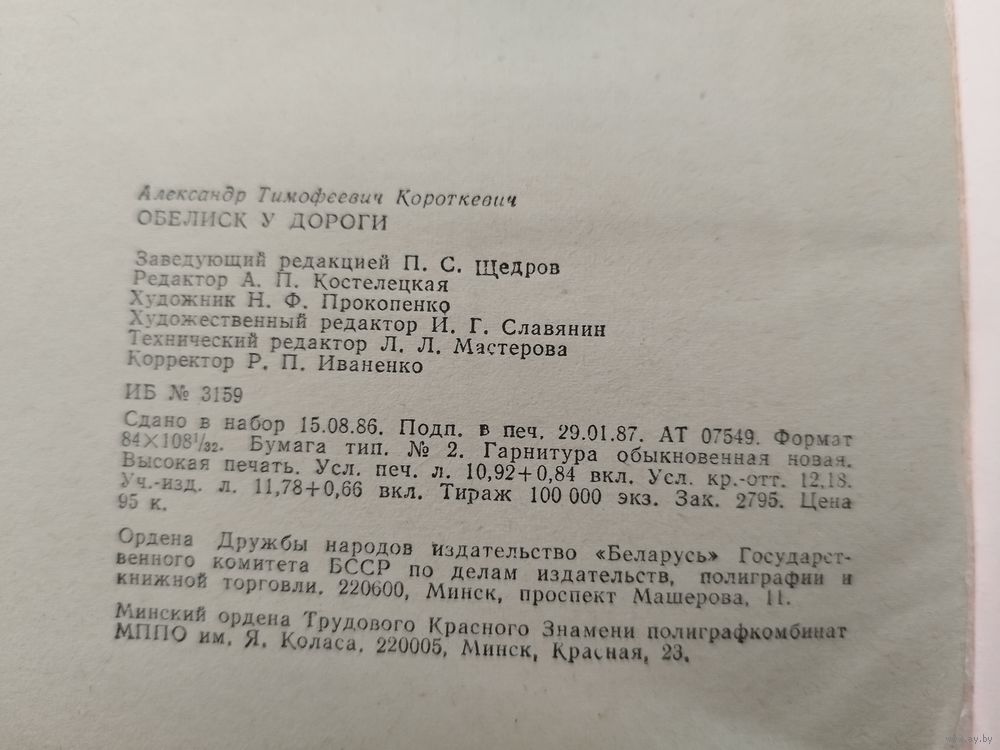 Александр Тимофеевич Короткевич
ОБЕЛИСК У ДОРОГИ
Заведующий редакцией П. С. Щедров
Редактор А. П. Костелецкая
Художник Н. Ф. Прокопенко
Художественный редактор И. Г. Славянин
Технический редактор Л. Л. Мастерова
Корректор Р. П. Иваненко
ИБ № 3159
Сдано в набор 15.08.86. Подп. в печ. 29.01.87. АТ 07549. Формат
84×108¹/₃₂. Бумага тип. № 2. Гарнитура обыкновенная новая.
Высокая печать. Усл. печ. л. 10,92+0,84 вкл. Усл. кр.-отт. 12,18.
Уч.-изд. л. 11,78+0,66 вкл. Тираж 100 000 экз. Зак. 2795. Цена
95 к.
Ордена Дружбы народов издательство «Беларусь» Государст-
венного комитета БССР по делам издательств, полиграфии и
книжной торговли. 220600, Минск, проспект Машерова, 11.
Минский ордена Трудового Красного Знамени полиграфкомбинат
МППО им. Я. Коласа. 220005, Минск, Красная, 23.
www.ay.by